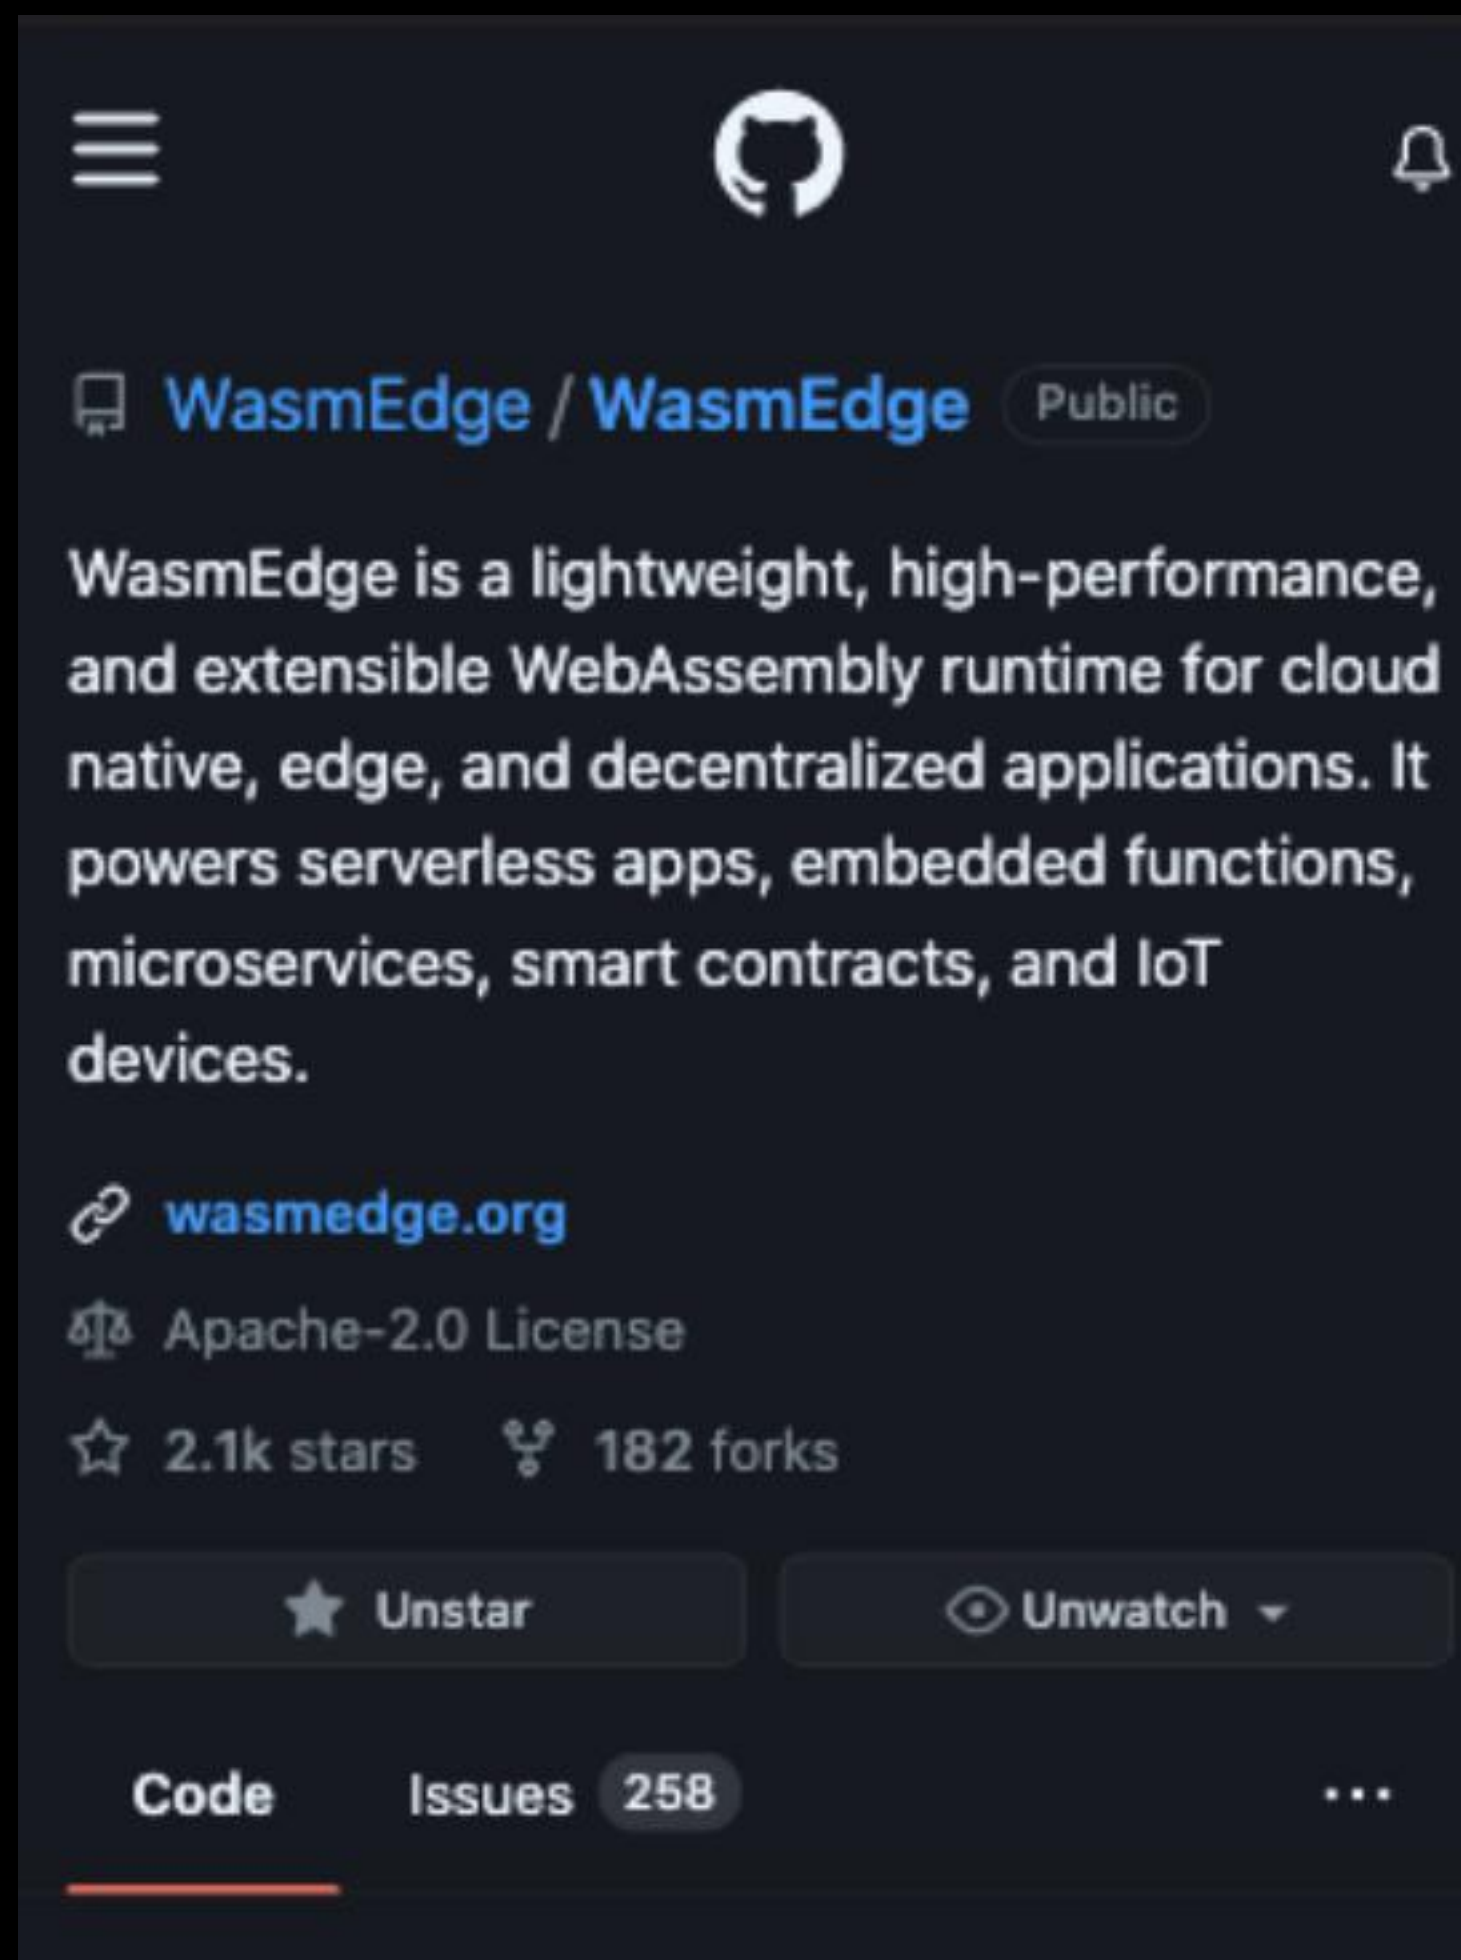 WasmEdge / WasmEdge Public
WasmEdge is a lightweight, high-performance,
and extensible WebAssembly runtime for cloud
native, edge, and decentralized applications. It
powers serverless apps, embedded functions,
microservices, smart contracts, and IoT
devices.
wasmedge.org
Apache-2.0 License
2.1k stars 182 forks
Unstar Unwatch
Code Issues 258